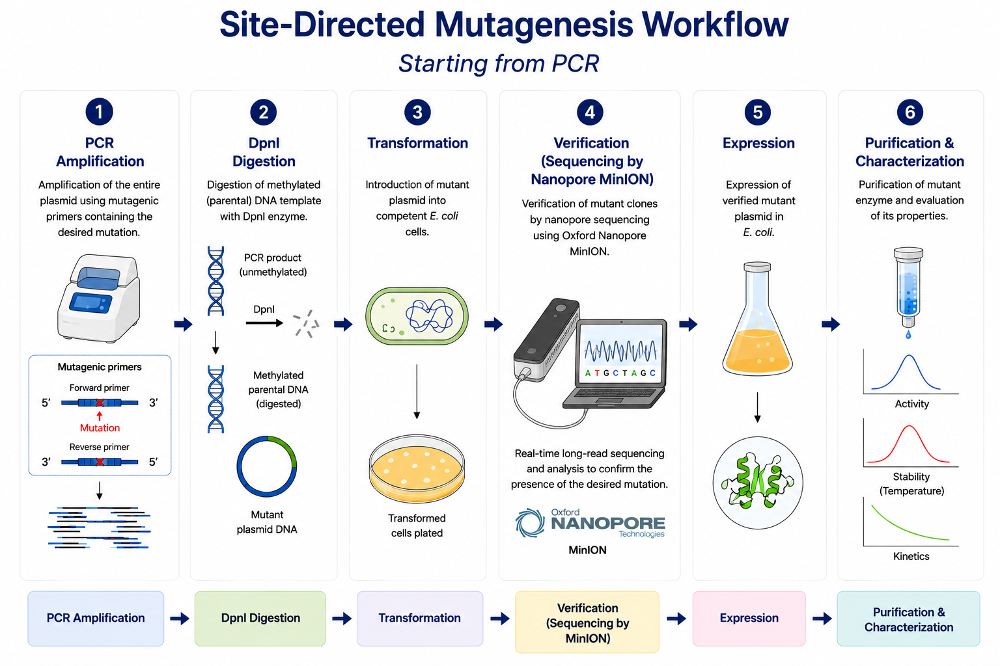 Site-Directed Mutagenesis Workflow
Starting from PCR
1
PCR
Amplification
Amplification of the entire
plasmid using mutagenic
primers containing the
desired mutation.
Mutagenic primers
Forward primer
5′ 3′
Mutation
Reverse primer
3′ 5′
2
DpnI
Digestion
Digestion of methylated
(parental) DNA template
with DpnI enzyme.
PCR product
(unmethylated)
DpnI
Methylated
parental DNA
(digested)
Mutant
plasmid DNA
3
Transformation
Introduction of mutant
plasmid into
competent E. coli
cells.
Transformed
cells plated
4
Verification
(Sequencing by
Nanopore MinION)
Verification of mutant clones
by nanopore sequencing
using Oxford Nanopore
MinION.
A T G C T A G C
Real-time long-read sequencing
and analysis to confirm the
presence of the desired mutation.
Oxford
NANOPORE
Technologies
MinION
5
Expression
Expression of
verified mutant
plasmid in
E. coli.
6
Purification &
Characterization
Purification of mutant
enzyme and evaluation
of its properties.
Activity
Stability
(Temperature)
Kinetics
PCR Amplification
DpnI Digestion
Transformation
Verification
(Sequencing by
MinION)
Expression
Purification &
Characterization